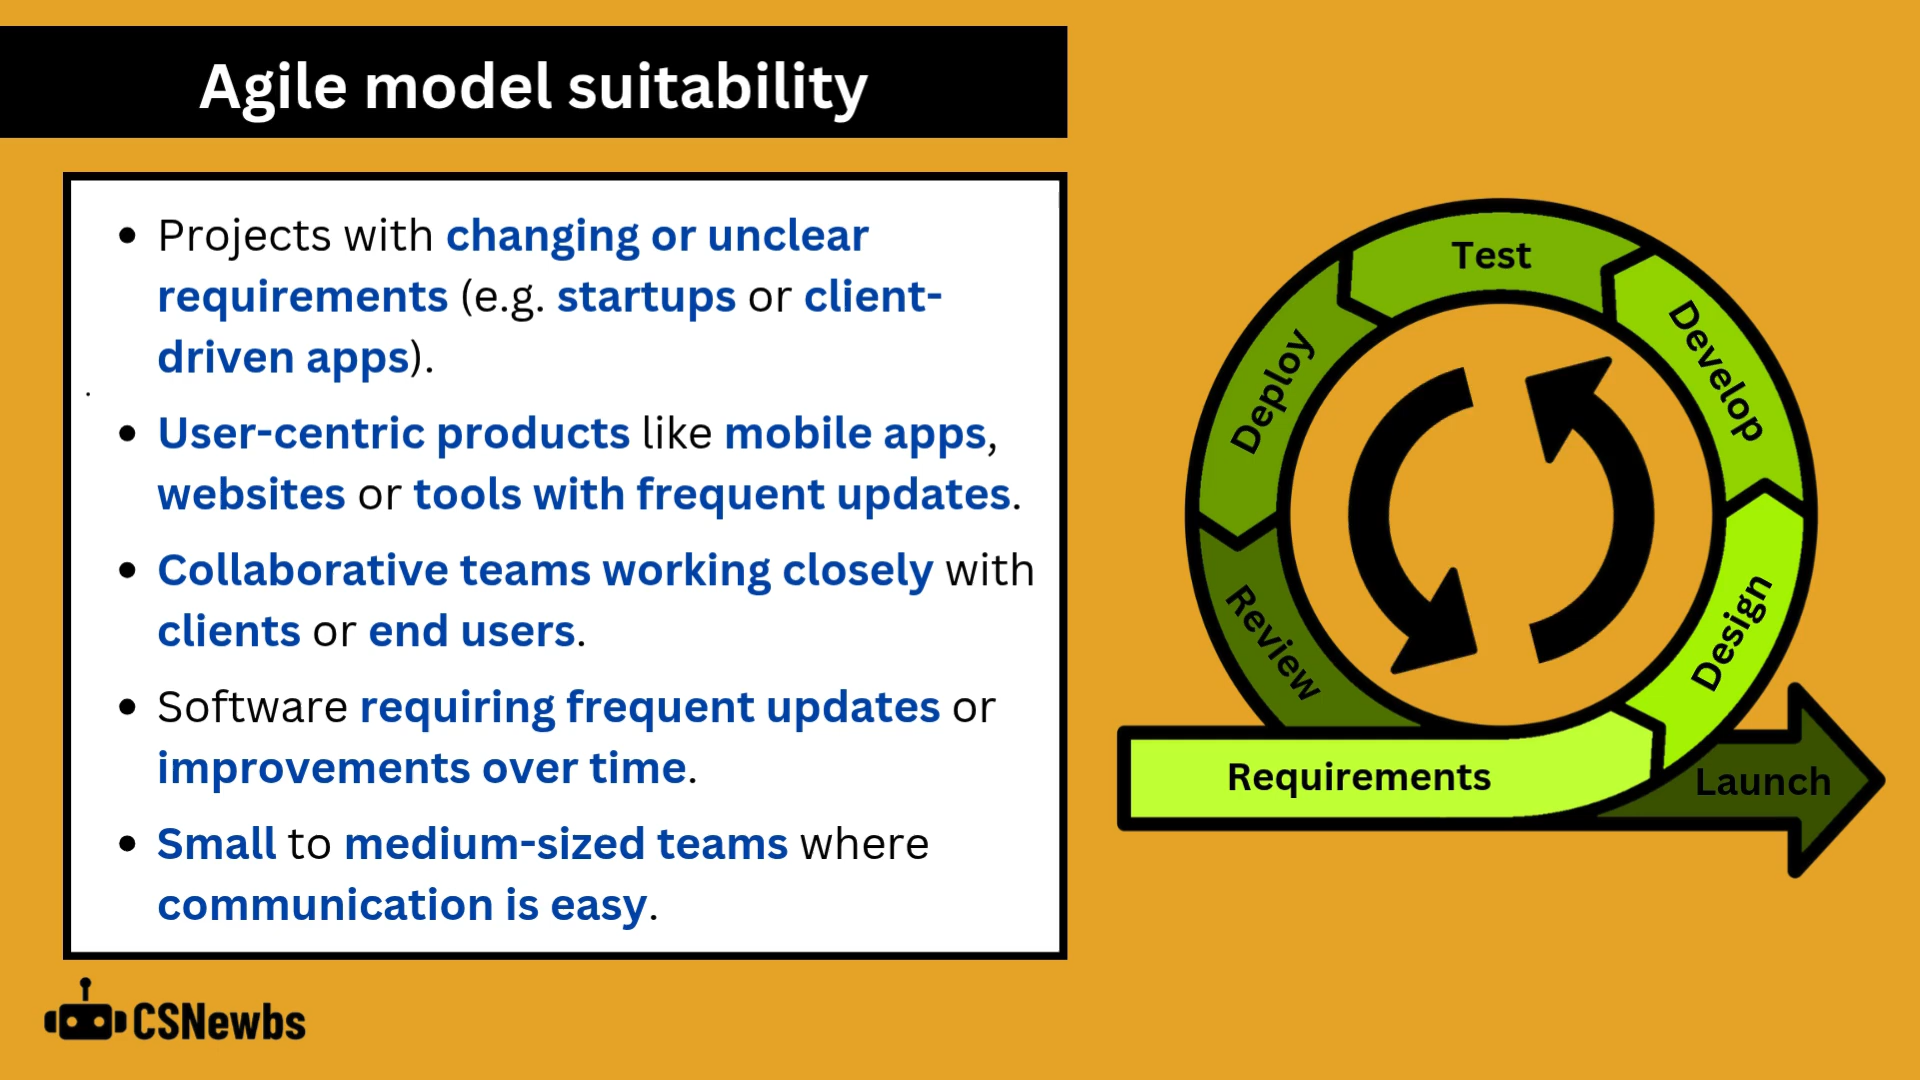 Agile model suitability
• Projects with changing or unclear
requirements (e.g. startups or client-
driven apps).
• User-centric products like mobile apps,
websites or tools with frequent updates.
• Collaborative teams working closely with
clients or end users.
• Software requiring frequent updates or
improvements over time.
• Small to medium-sized teams where
communication is easy.
Test
Develop
Deploy
Design
Review
Requirements
Launch
CSNewbs